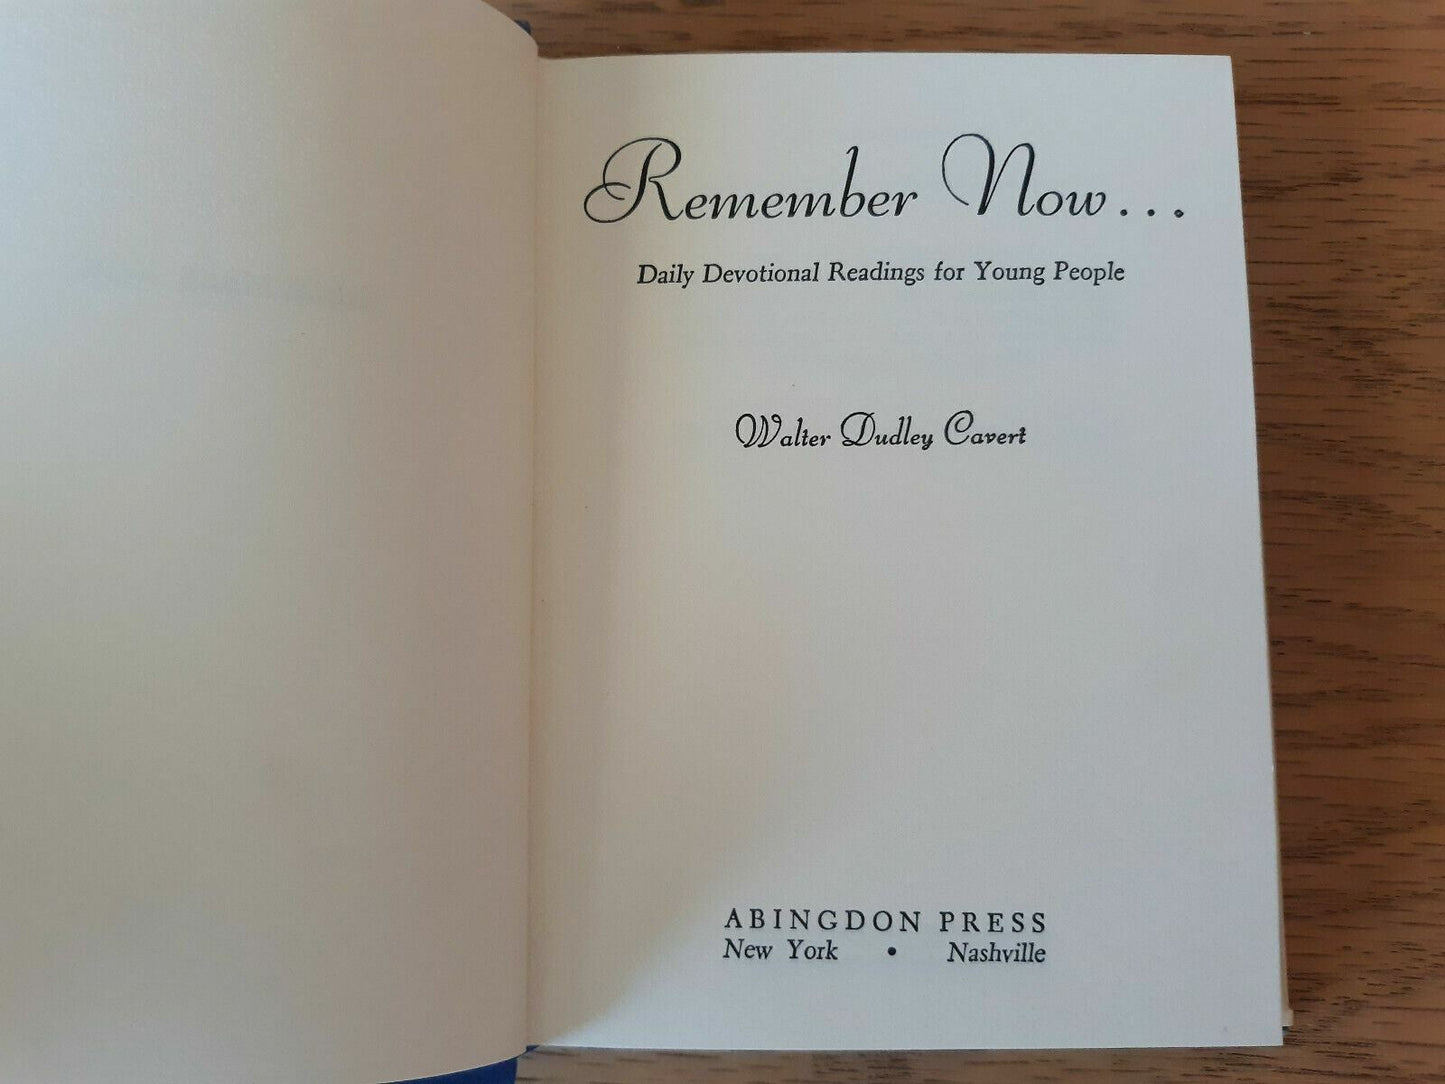 Remember Now...
Daily Devotional Readings for Young People
Walter Dudley Cavert
ABINGDON PRESS
New York • Nashville